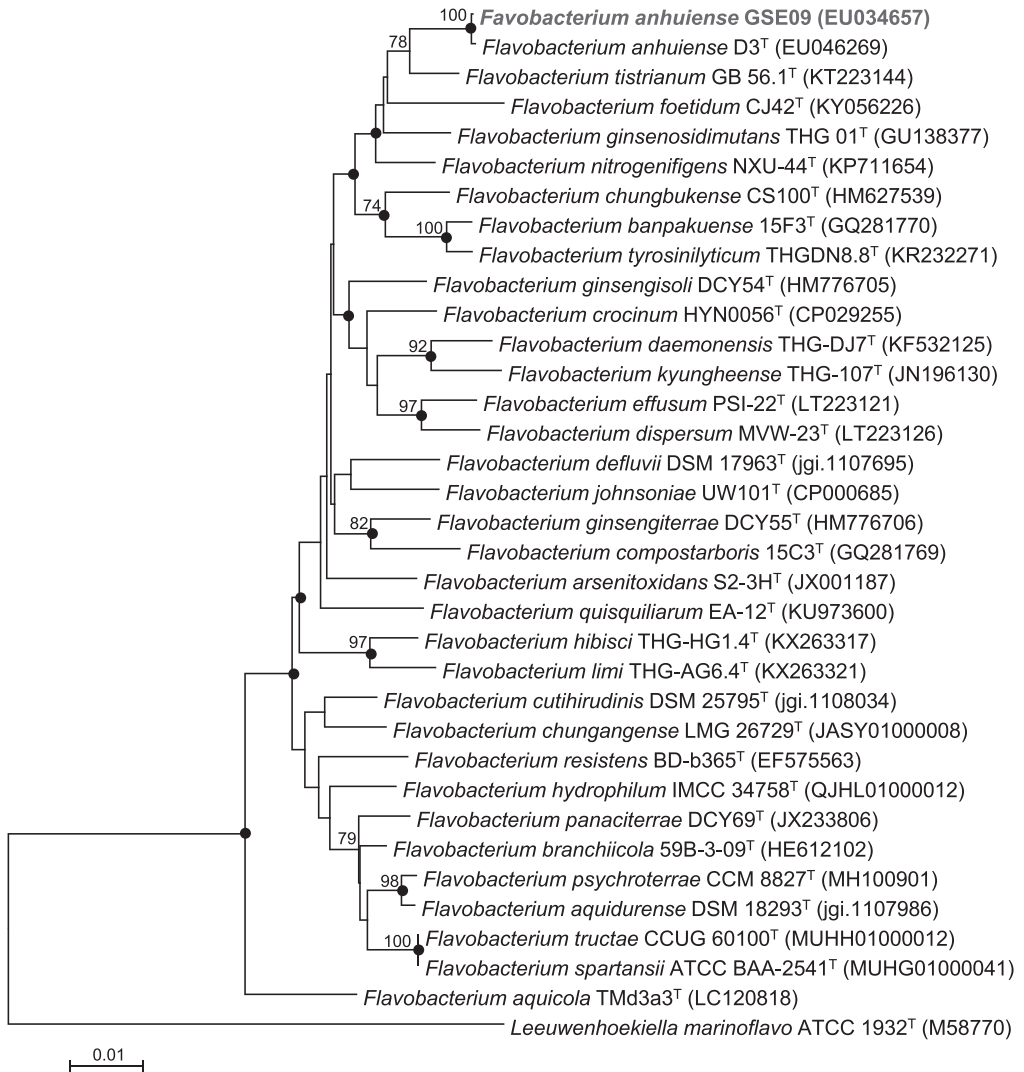 100
Favobacterium anhuiense GSE09 (EU034657)
Flavobacterium anhuiense D3ᵀ (EU046269)
78
Flavobacterium tistrianum GB 56.1ᵀ (KT223144)
Flavobacterium foetidum CJ42ᵀ (KY056226)
Flavobacterium ginsenosidimutans THG 01ᵀ (GU138377)
Flavobacterium nitrogenifigens NXU-44ᵀ (KP711654)
Flavobacterium chungbukense CS100ᵀ (HM627539)
74
100
Flavobacterium banpakuense 15F3ᵀ (GQ281770)
Flavobacterium tyrosinilyticum THGDN8.8ᵀ (KR232271)
Flavobacterium ginsengisoli DCY54ᵀ (HM776705)
Flavobacterium crocinum HYN0056ᵀ (CP029255)
92
Flavobacterium daemonensis THG-DJ7ᵀ (KF532125)
Flavobacterium kyungheense THG-107ᵀ (JN196130)
97
Flavobacterium effusum PSI-22ᵀ (LT223121)
Flavobacterium dispersum MVW-23ᵀ (LT223126)
Flavobacterium defluvii DSM 17963ᵀ (jgi.1107695)
Flavobacterium johnsoniae UW101ᵀ (CP000685)
82
Flavobacterium ginsengiterrae DCY55ᵀ (HM776706)
Flavobacterium compostarboris 15C3ᵀ (GQ281769)
Flavobacterium arsenitoxidans S2-3Hᵀ (JX001187)
Flavobacterium quisquiliarum EA-12ᵀ (KU973600)
97
Flavobacterium hibisci THG-HG1.4ᵀ (KX263317)
Flavobacterium limi THG-AG6.4ᵀ (KX263321)
Flavobacterium cutihirudinis DSM 25795ᵀ (jgi.1108034)
Flavobacterium chungangense LMG 26729ᵀ (JASY01000008)
Flavobacterium resistens BD-b365ᵀ (EF575563)
Flavobacterium hydrophilum IMCC 34758ᵀ (QJHL01000012)
Flavobacterium panaciterrae DCY69ᵀ (JX233806)
79
Flavobacterium branchiicola 59B-3-09ᵀ (HE612102)
98
Flavobacterium psychroterrae CCM 8827ᵀ (MH100901)
Flavobacterium aquidurense DSM 18293ᵀ (jgi.1107986)
100
Flavobacterium tructae CCUG 60100ᵀ (MUHH01000012)
Flavobacterium spartansii ATCC BAA-2541ᵀ (MUHG01000041)
Flavobacterium aquicola TMd3a3ᵀ (LC120818)
Leeuwenhoekiella marinoflavo ATCC 1932ᵀ (M58770)
0.01